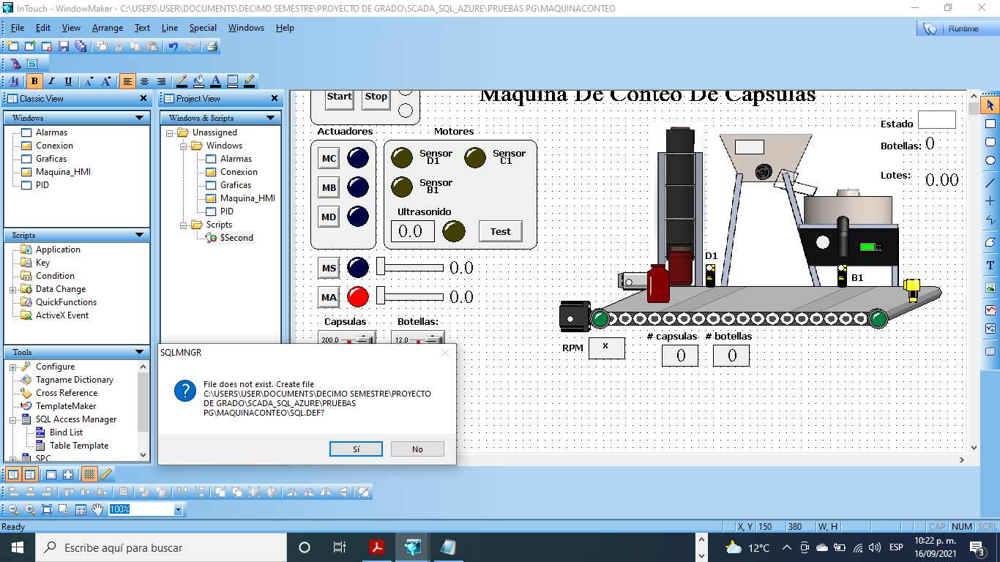 InTouch - WindowMaker - C:\USERS\USER\DOCUMENTS\DECIMO SEMESTRE\PROYECTO DE GRADO\SCADA_SQL_AZURE\PRUEBAS PG\MAQUINACONTEO
File Edit View Arrange Text Line Special Windows Help
Runtime
Classic View
Windows
Alarmas
Conexion
Graficas
Maquina_HMI
PID
Scripts
Application
Key
Condition
Data Change
QuickFunctions
ActiveX Event
Tools
Configure
Tagname Dictionary
Cross Reference
TemplateMaker
SQL Access Manager
Bind List
Table Template
SPC
Project View
Windows & Scripts
Unassigned
Windows
Alarmas
Conexion
Graficas
Maquina_HMI
PID
Scripts
$Second
Maquina De Conteo De Capsulas
Start Stop
Actuadores Motores
MC
MB
MD
Sensor D1
Sensor C1
Sensor B1
Ultrasonido
0.0
Test
MS 0.0
MA 0.0
Capsulas Botellas:
200.0 12.0
Estado
Botellas: 0
Lotes: 0.00
D1
B1
RPM x
# capsulas # botellas
0 0
SQLMNGR
File does not exist. Create file
C:\USERS\USER\DOCUMENTS\DECIMO SEMESTRE\PROYECTO
DE GRADO\SCADA_SQL_AZURE\PRUEBAS
PG\MAQUINACONTEO\SQL.DEF?
Sí No
100%
Ready
X, Y 150 380 W, H CAP NUM SCRL
Escribe aquí para buscar
12°C
ESP
10:22 p. m.
16/09/2021
3